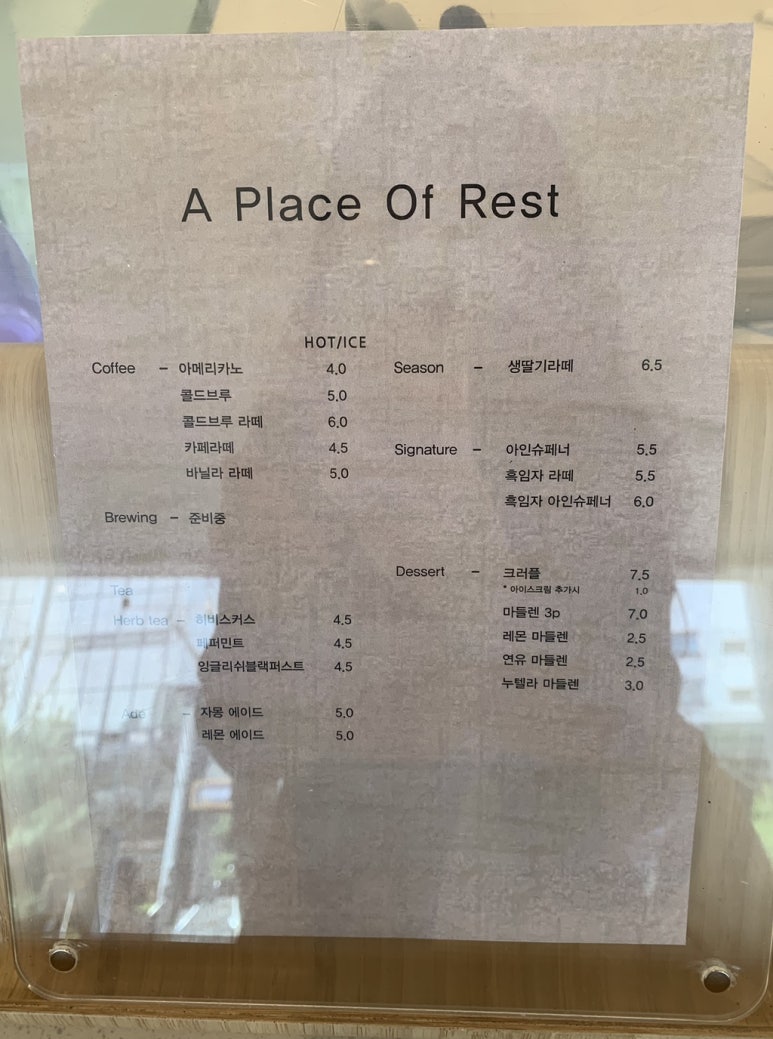 A Place Of Rest
HOT/ICE
Coffee – 아메리카노 4.0
콜드브루 5.0
콜드브루 라떼 6.0
카페라떼 4.5
바닐라 라떼 5.0
Brewing – 준비중
Tea
Herb tea – 히비스커스 4.5
페퍼민트 4.5
잉글리쉬블랙퍼스트 4.5
Ade – 자몽 에이드 5.0
레몬 에이드 5.0
Season – 생딸기라떼 6.5
Signature – 아인슈페너 5.5
흑임자 라떼 5.5
흑임자 아인슈페너 6.0
Dessert – 크러플 7.5
* 아이스크림 추가시 1.0
마들렌 3p 7.0
레몬 마들렌 2.5
연유 마들렌 2.5
누텔라 마들렌 3.0